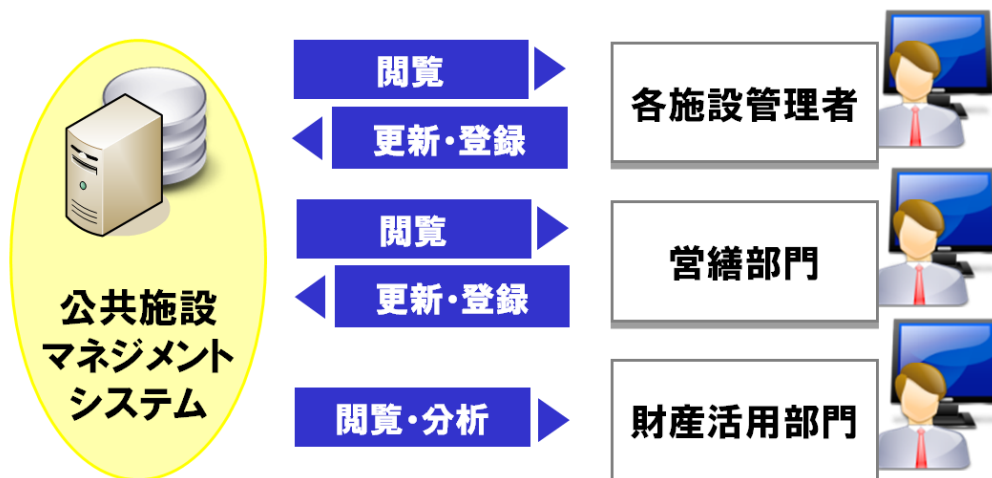 閲覧
各施設管理者
更新・登録
閲覧
営繕部門
更新・登録
公共施設
マネジメント
システム
閲覧・分析
財産活用部門